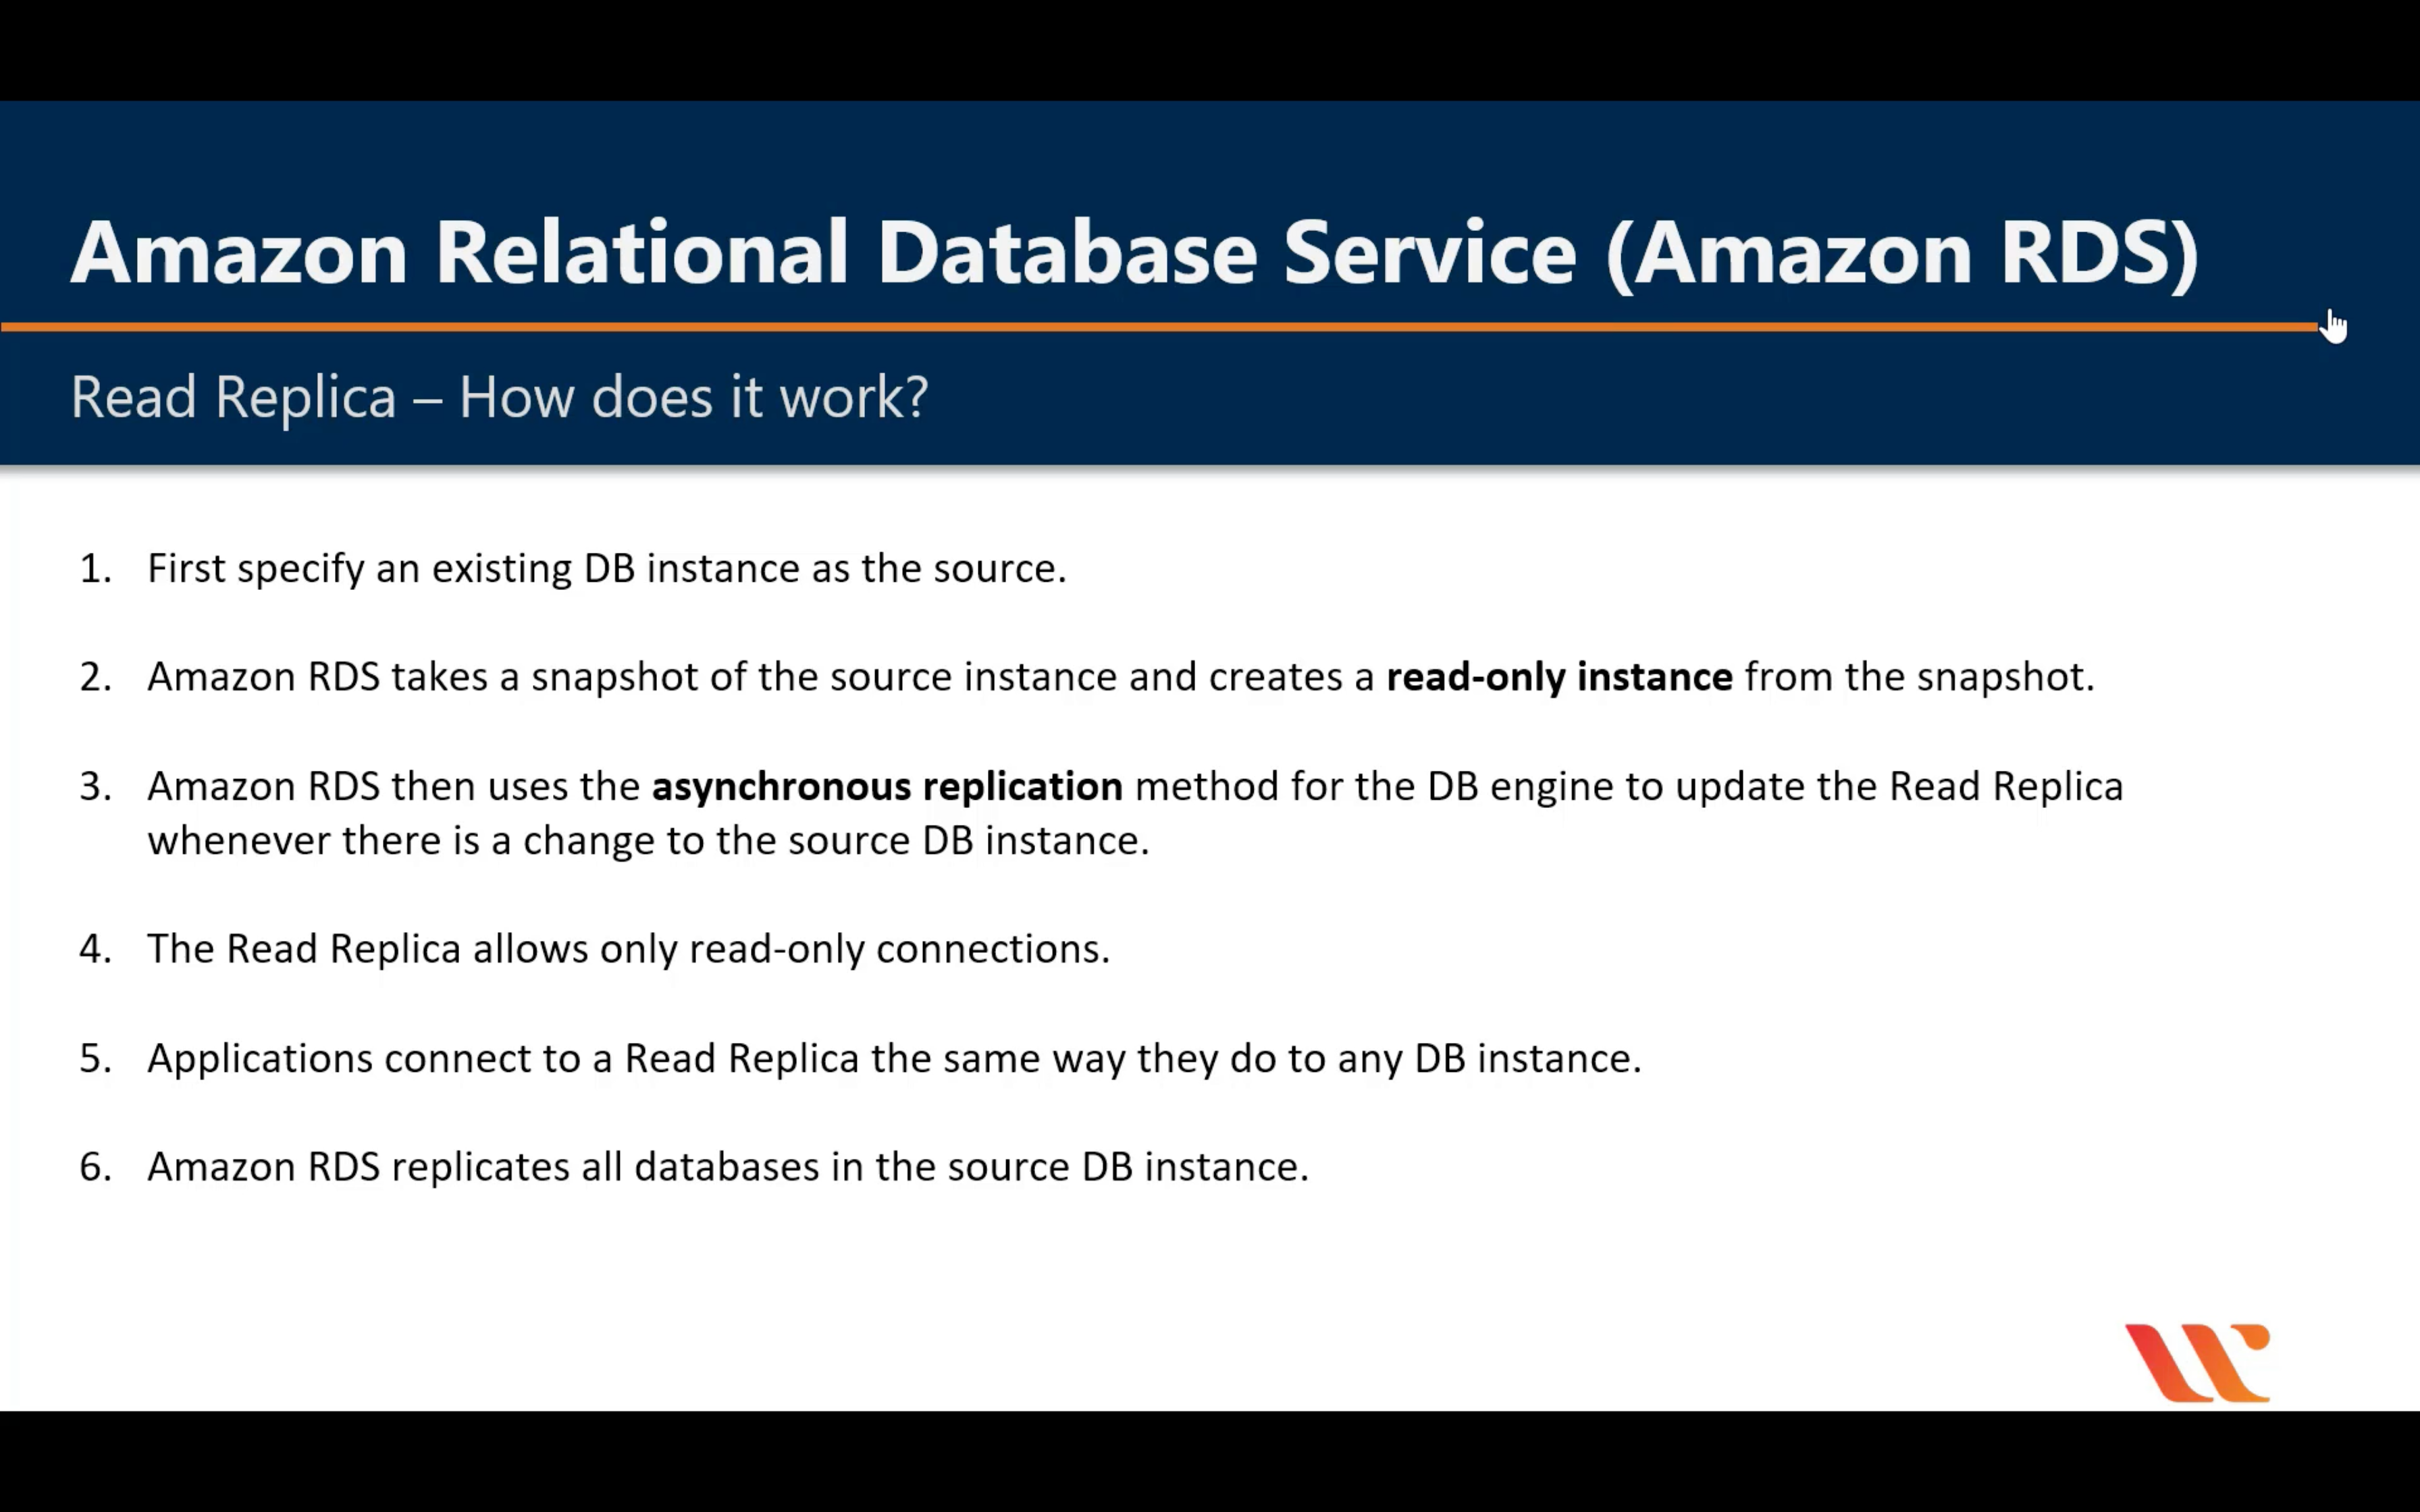 Amazon Relational Database Service (Amazon RDS)
Read Replica – How does it work?
1. First specify an existing DB instance as the source.
2. Amazon RDS takes a snapshot of the source instance and creates a read-only instance from the snapshot.
3. Amazon RDS then uses the asynchronous replication method for the DB engine to update the Read Replica
whenever there is a change to the source DB instance.
4. The Read Replica allows only read-only connections.
5. Applications connect to a Read Replica the same way they do to any DB instance.
6. Amazon RDS replicates all databases in the source DB instance.